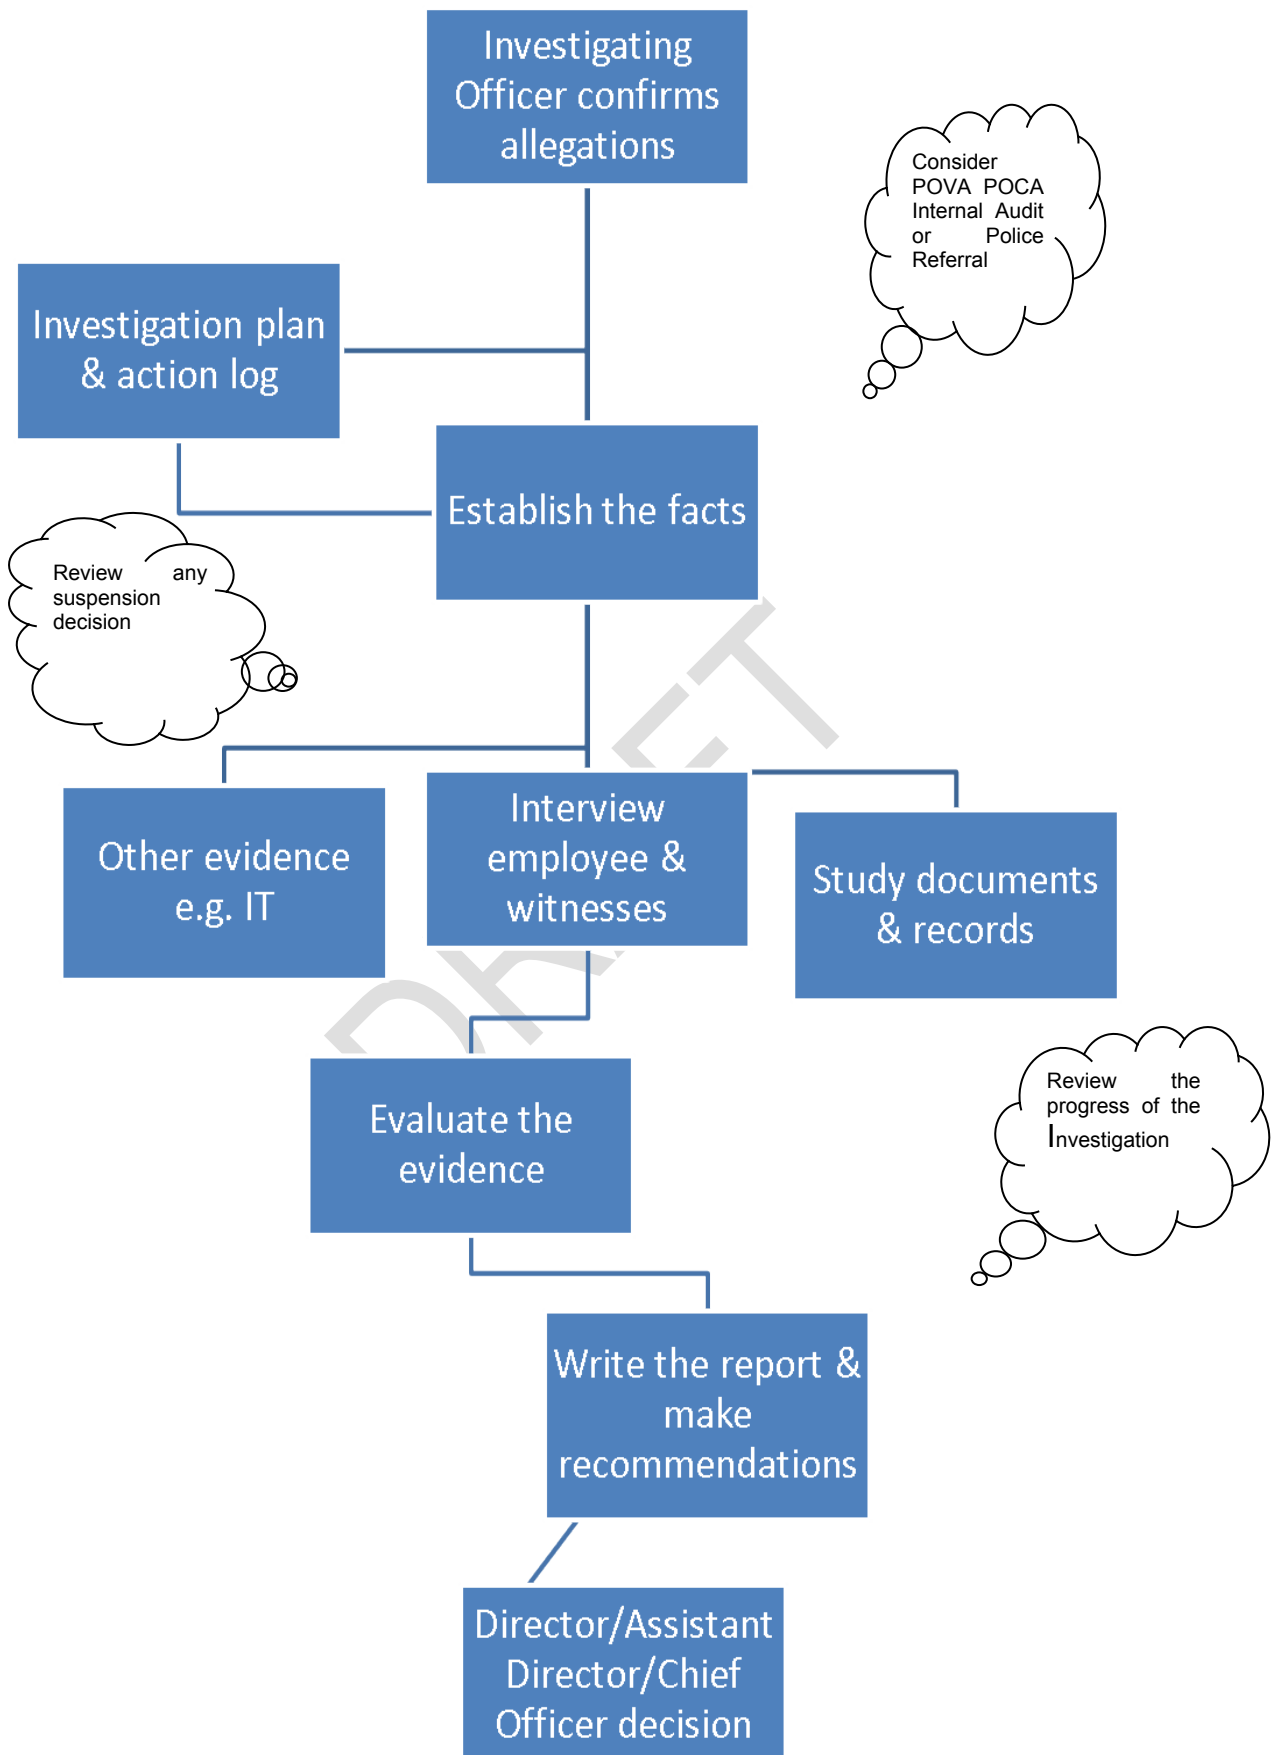 Investigating
Officer confirms
allegations
Consider
POVA POCA
Internal Audit
or Police
Referral
Investigation plan
& action log
Establish the facts
Review any
suspension
decision
DRAFT
Other evidence
e.g. IT
Interview
employee &
witnesses
Study documents
& records
Evaluate the
evidence
Review the
progress of the
Investigation
Write the report &
make
recommendations
Director/Assistant
Director/Chief
Officer decision